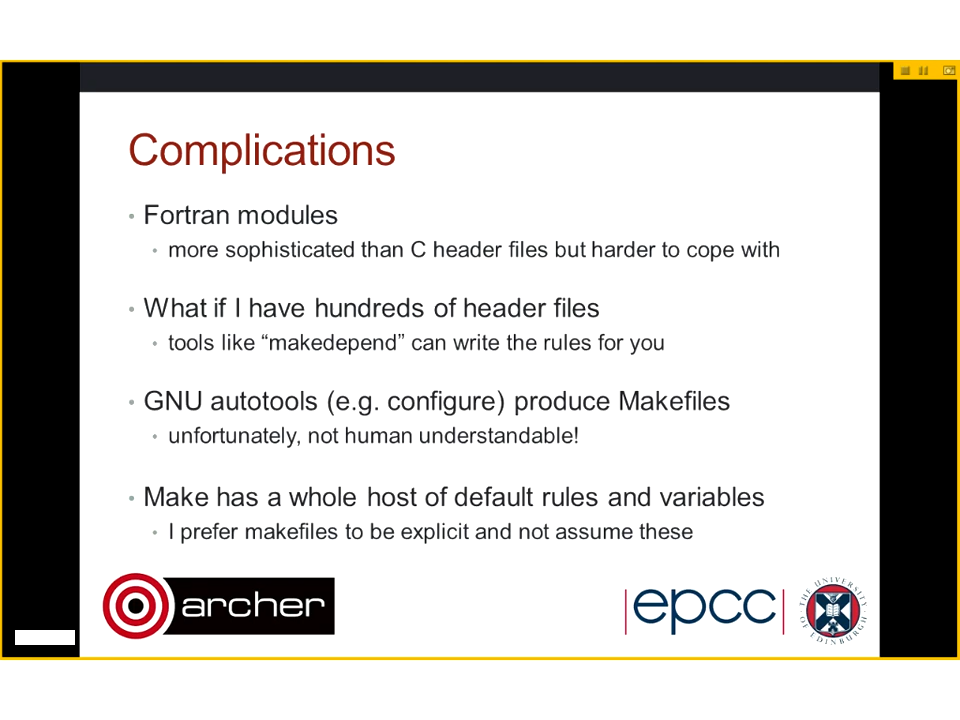 Complications
• Fortran modules
• more sophisticated than C header files but harder to cope with
• What if I have hundreds of header files
• tools like “makedepend” can write the rules for you
• GNU autotools (e.g. configure) produce Makefiles
• unfortunately, not human understandable!
• Make has a whole host of default rules and variables
• I prefer makefiles to be explicit and not assume these
archer
|epcc|
THE UNIVERSITY OF EDINBURGH